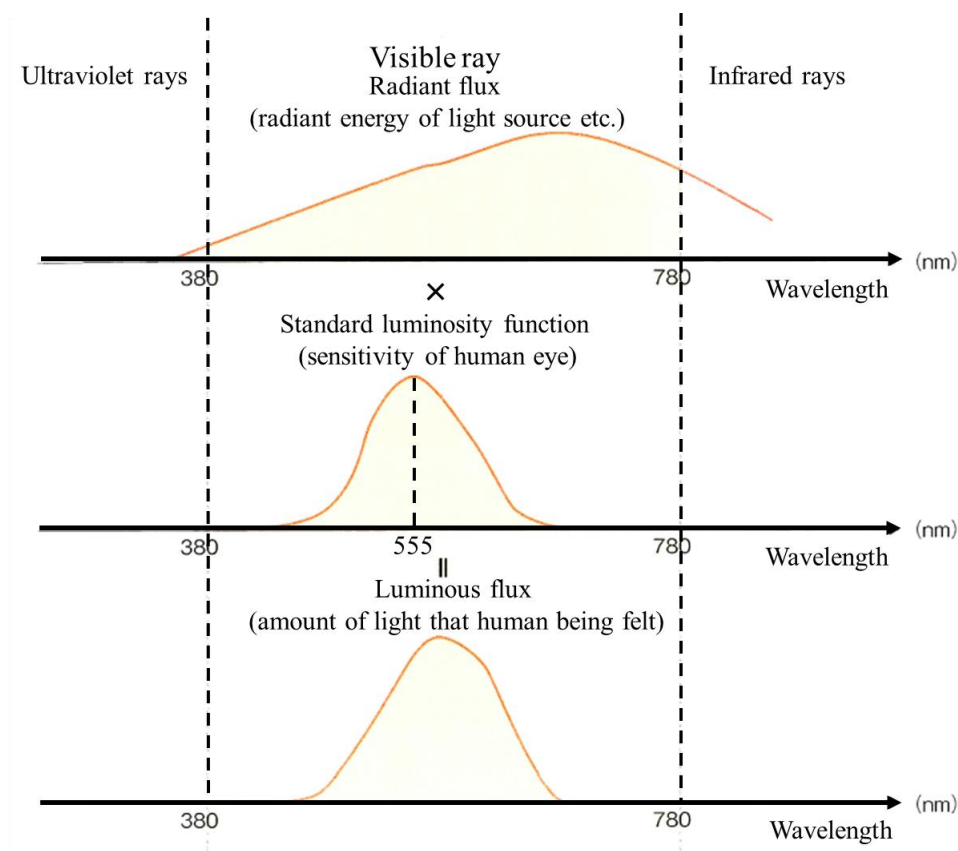 Ultraviolet rays
Visible ray
Radiant flux
(radiant energy of light source etc.)
Infrared rays
380
780
(nm)
Wavelength
×
Standard luminosity function
(sensitivity of human eye)
380
555
780
(nm)
Wavelength
=
Luminous flux
(amount of light that human being felt)
380
780
(nm)
Wavelength